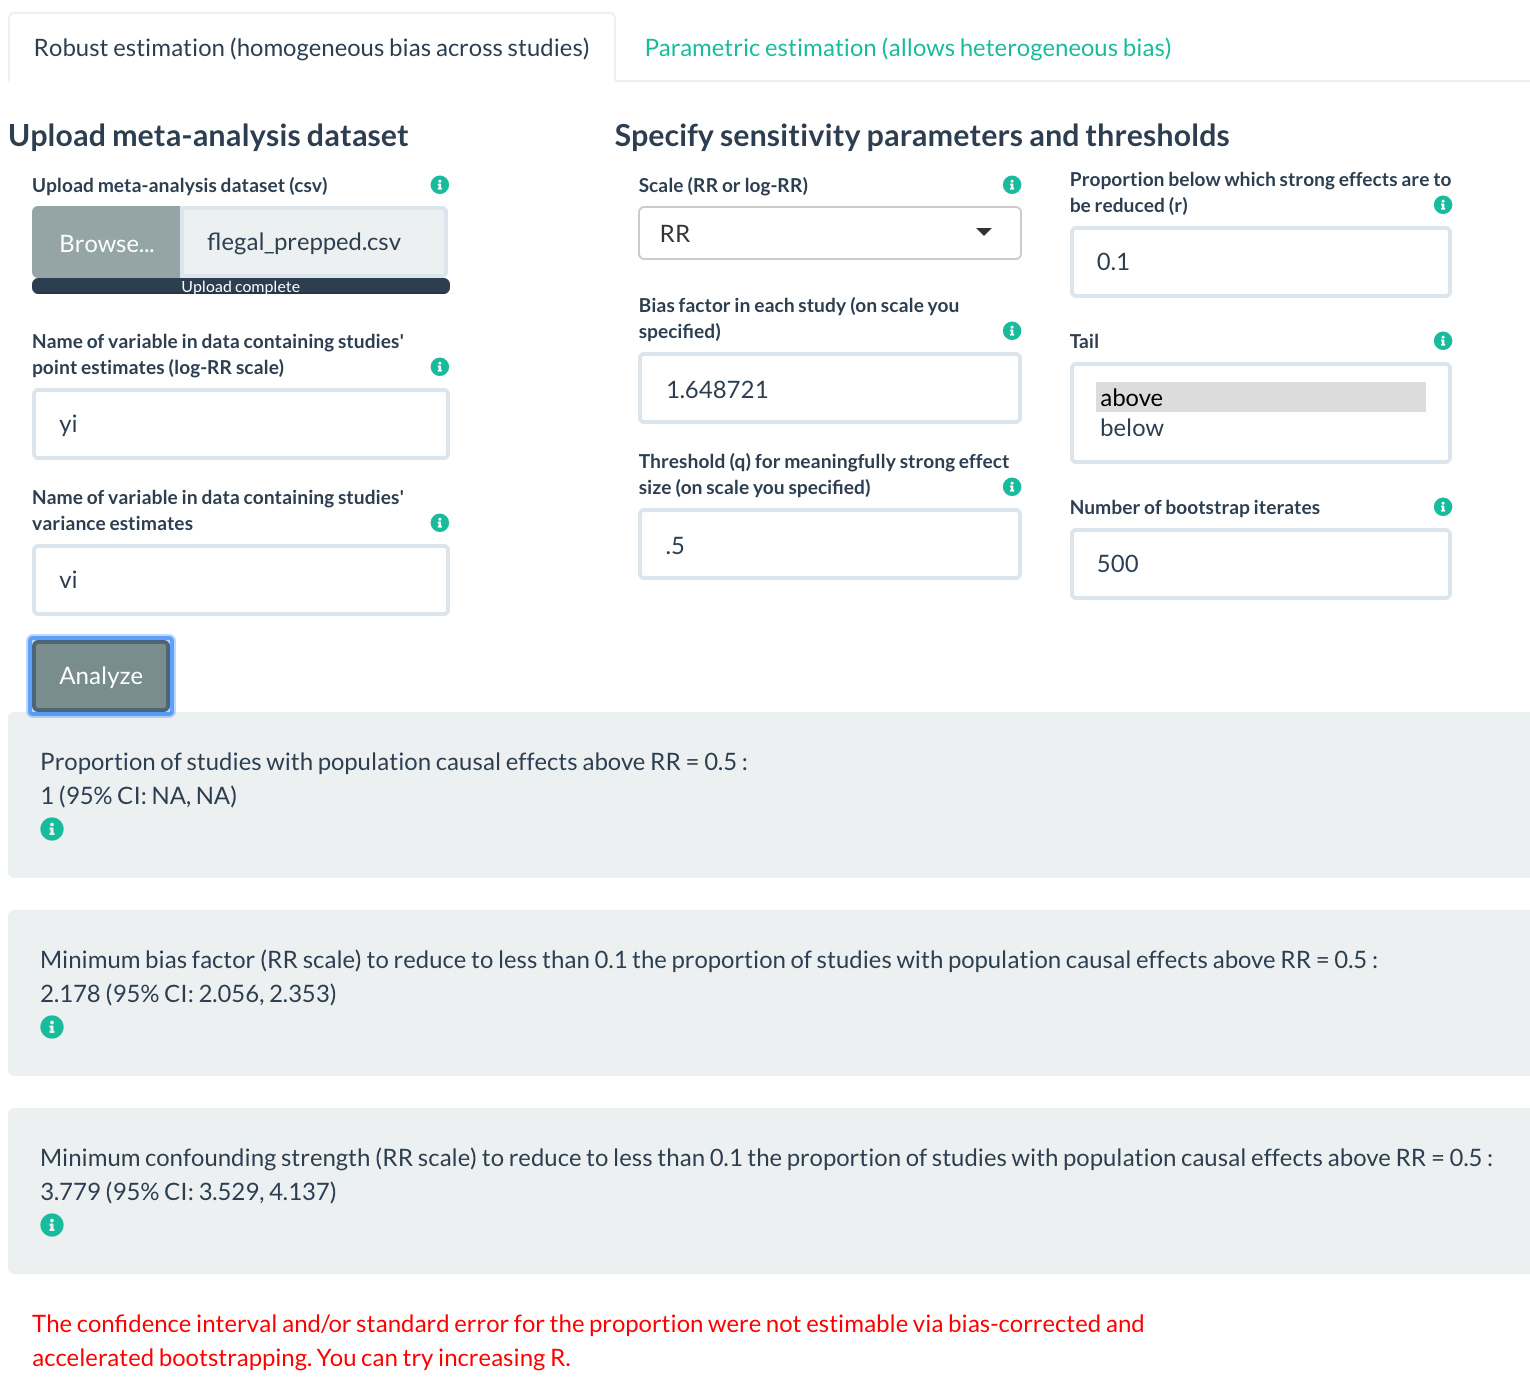 Robust estimation (homogeneous bias across studies)
Parametric estimation (allows heterogeneous bias)
Upload meta-analysis dataset
Upload meta-analysis dataset (csv)
Browse...
flegal_prepped.csv
Upload complete
Name of variable in data containing studies'
point estimates (log-RR scale)
yi
Name of variable in data containing studies'
variance estimates
vi
Analyze
Specify sensitivity parameters and thresholds
Scale (RR or log-RR)
RR
Bias factor in each study (on scale you
specified)
1.648721
Threshold (q) for meaningfully strong effect
size (on scale you specified)
.5
Proportion below which strong effects are to
be reduced (r)
0.1
Tail
above
below
Number of bootstrap iterates
500
Proportion of studies with population causal effects above RR = 0.5 :
1 (95% CI: NA, NA)
Minimum bias factor (RR scale) to reduce to less than 0.1 the proportion of studies with population causal effects above RR = 0.5 :
2.178 (95% CI: 2.056, 2.353)
Minimum confounding strength (RR scale) to reduce to less than 0.1 the proportion of studies with population causal effects above RR = 0.5 :
3.779 (95% CI: 3.529, 4.137)
The confidence interval and/or standard error for the proportion were not estimable via bias-corrected and
accelerated bootstrapping. You can try increasing R.